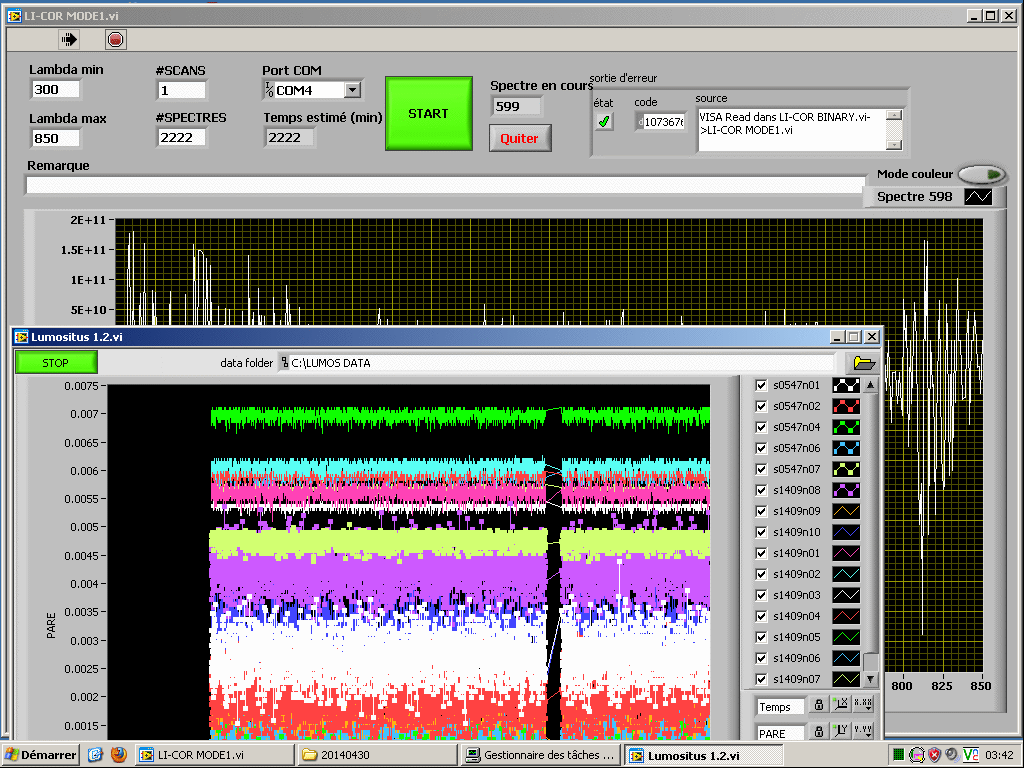 LI-COR MODE1.vi
Lambda min
300
Lambda max
850
#SCANS
1
#SPECTRES
2222
Port COM
COM4
Temps estimé (min)
2222
START
Spectre en cours
599
Quiter
sortie d'erreur
état
code
source
VISA Read dans LI-COR BINARY.vi-
>LI-COR MODE1.vi
Remarque
Mode couleur
Spectre 598
2E+11
1.5E+11
1E+11
5E+10
800
825
850
Lumositus 1.2.vi
STOP
data folder
C:\LUMOS DATA
0.0075
0.007
0.0065
0.006
0.0055
0.005
0.0045
0.004
0.0035
0.003
0.0025
0.002
0.0015
PARE
s0547n01
s0547n02
s0547n04
s0547n06
s0547n07
s1409n08
s1409n09
s1409n10
s1409n01
s1409n02
s1409n03
s1409n04
s1409n05
s1409n06
s1409n07
Temps
PARE
Démarrer
LI-COR MODE1.vi
20140430
Gestionnaire des tâches ...
Lumositus 1.2.vi
03:42